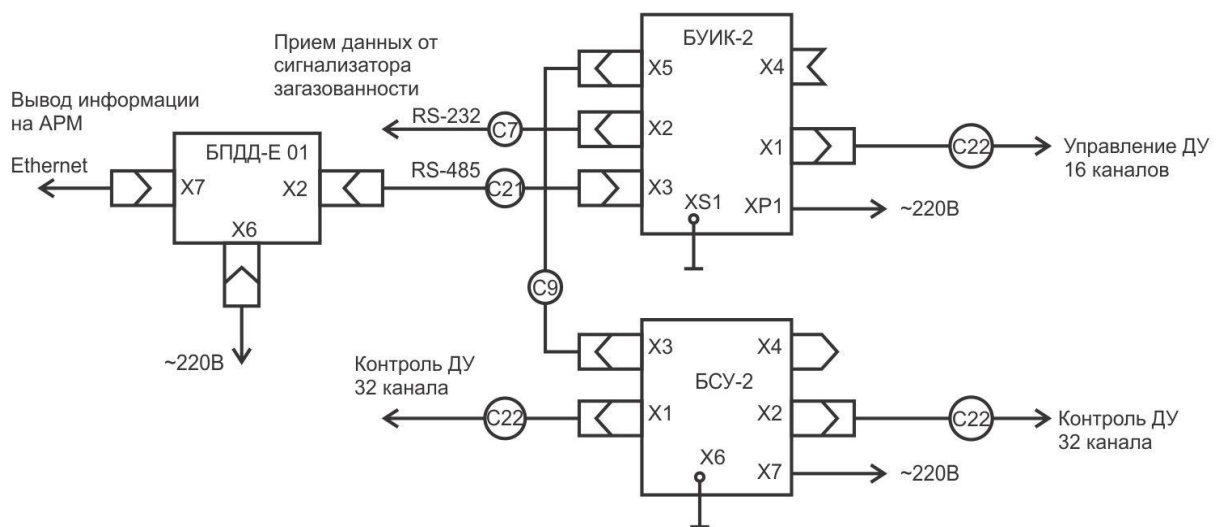 Вывод информации
на АРМ
Ethernet
БПДД-Е 01
X7
X2
X6
~220В
Прием данных от
сигнализатора
загазованности
RS-232
C7
RS-485
C21
C9
БУИК-2
X5
X4
X2
X1
X3
XS1
XP1
C22
Управление ДУ
16 каналов
~220В
БСУ-2
X3
X4
X1
X2
X6
X7
Контроль ДУ
32 канала
C22
C22
Контроль ДУ
32 канала
~220В